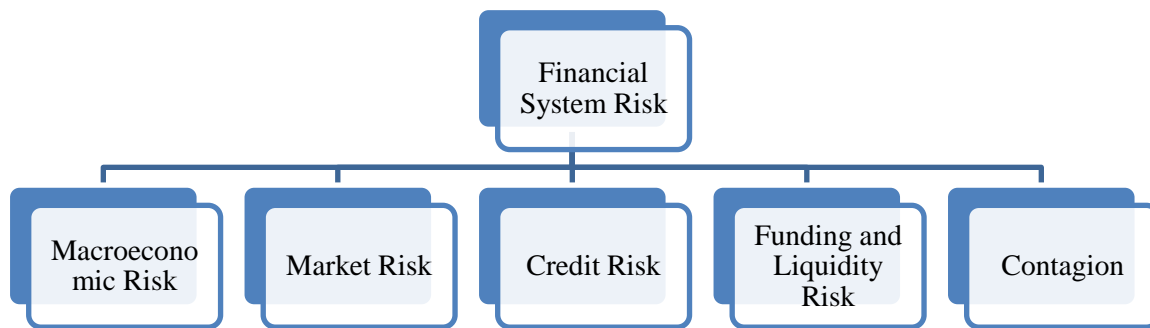 Financial
System Risk
Macroecono
mic Risk
Market Risk
Credit Risk
Funding and
Liquidity
Risk
Contagion